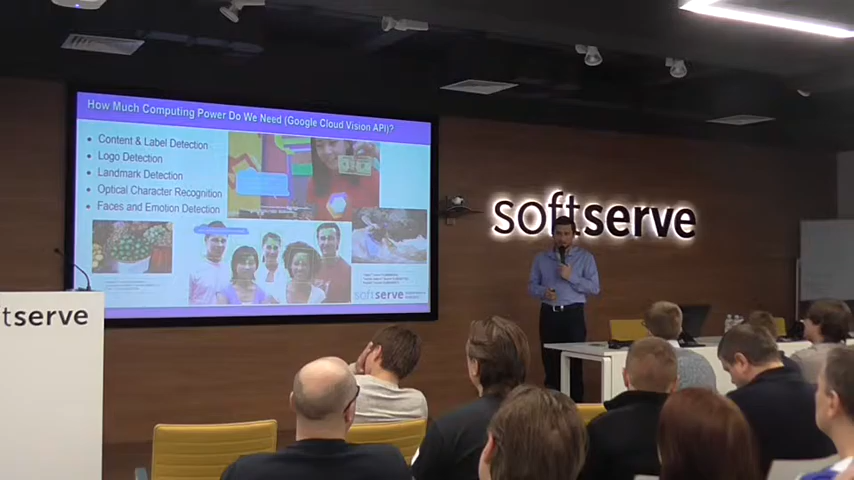 How Much Computing Power Do We Need (Google Cloud Vision API)?
• Content & Label Detection
• Logo Detection
• Landmark Detection
• Optical Character Recognition
• Faces and Emotion Detection
softserve
softserve
tserve